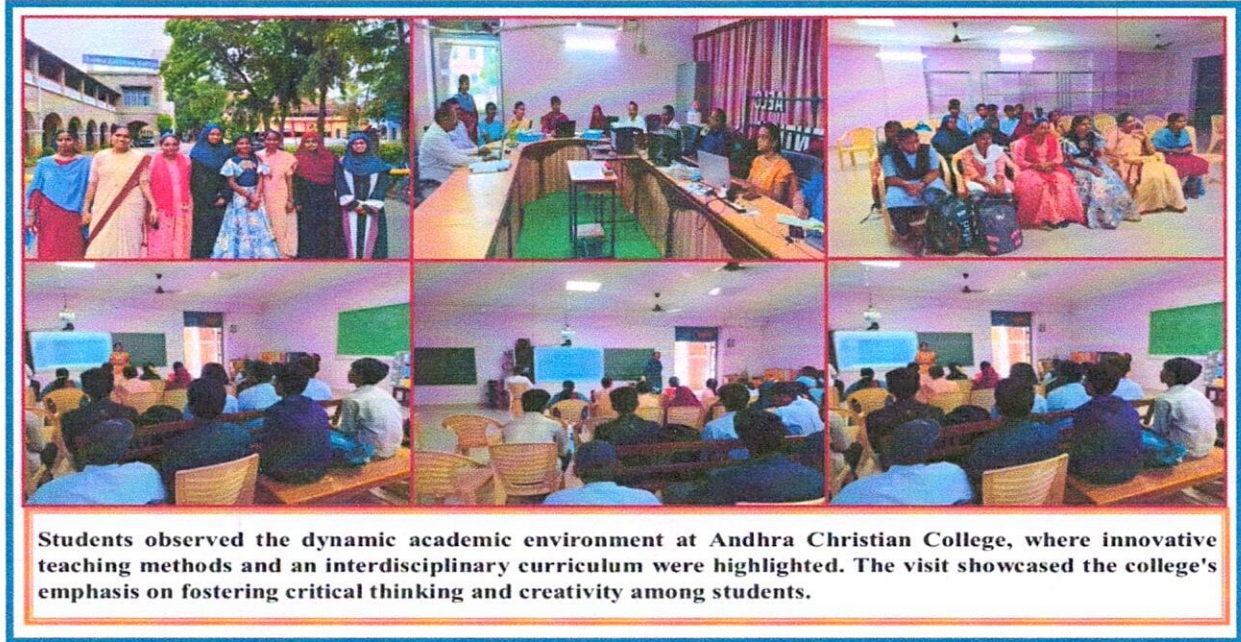 Students observed the dynamic academic environment at Andhra Christian College, where innovative
teaching methods and an interdisciplinary curriculum were highlighted. The visit showcased the college's
emphasis on fostering critical thinking and creativity among students.